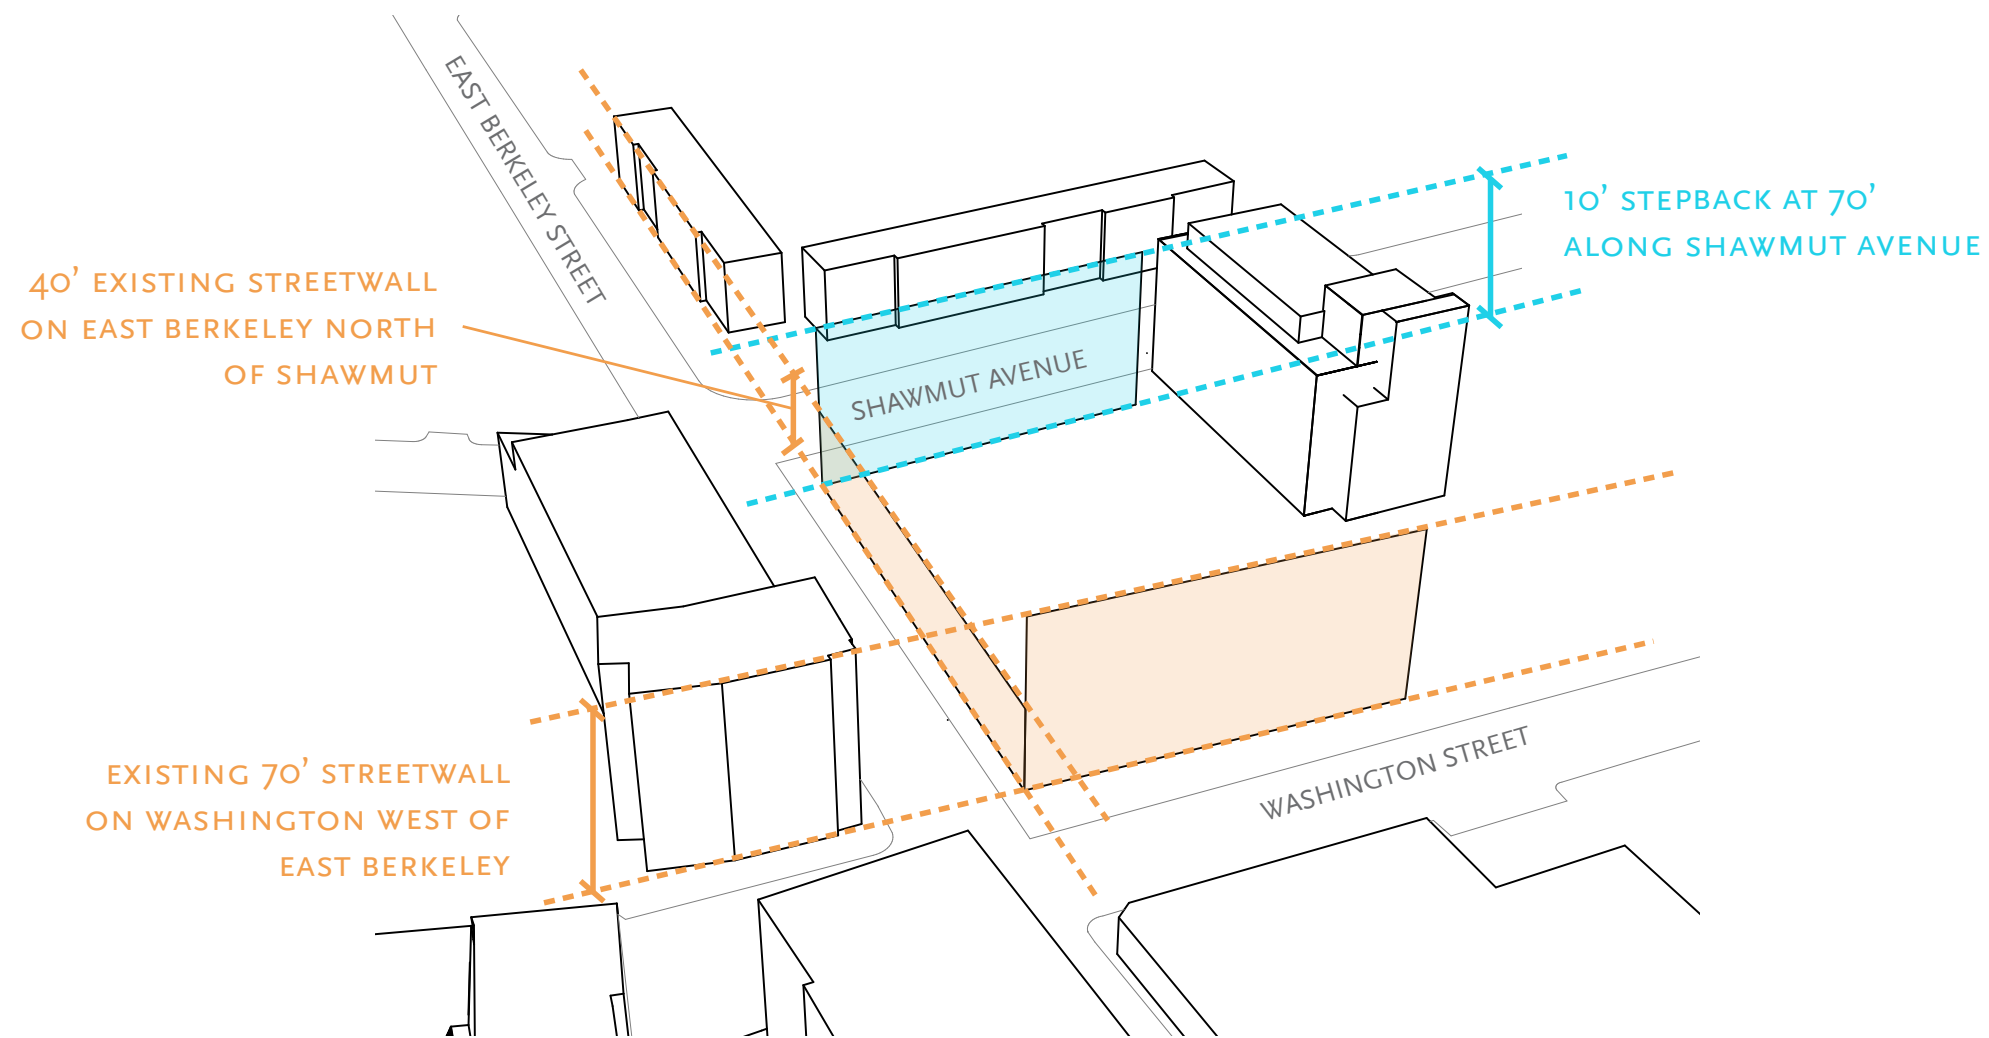 EAST BERKELEY STREET
10’ STEPBACK AT 70’
ALONG SHAWMUT AVENUE
40’ EXISTING STREETWALL
ON EAST BERKELEY NORTH
OF SHAWMUT
SHAWMUT AVENUE
EXISTING 70’ STREETWALL
ON WASHINGTON WEST OF
EAST BERKELEY
WASHINGTON STREET